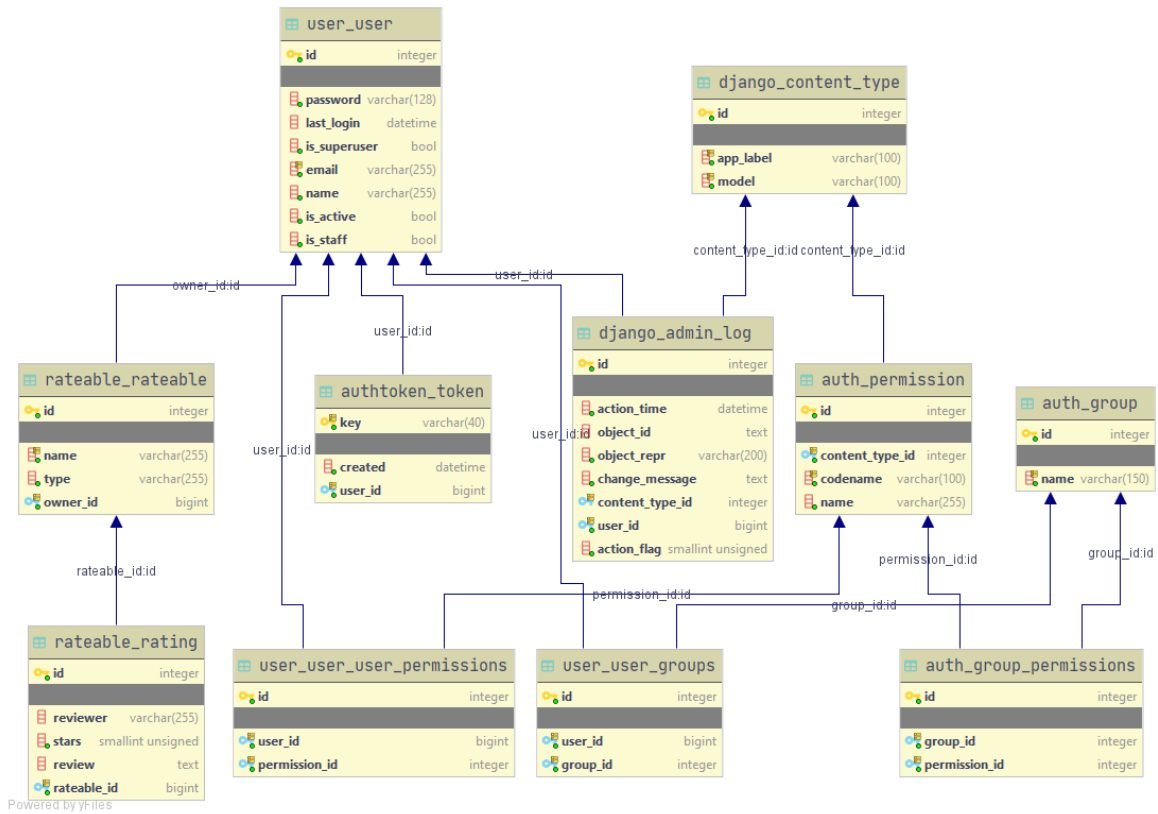 user_user
id integer
password varchar(128)
last_login datetime
is_superuser bool
email varchar(255)
name varchar(255)
is_active bool
is_staff bool
django_content_type
id integer
app_label varchar(100)
model varchar(100)
content_type_id:id
content_type_id:id
owner_id:id
user_id:id
user_id:id
user_id:id
user_id:id
rateable_rateable
id integer
name varchar(255)
type varchar(255)
owner_id bigint
authtoken_token
key varchar(40)
created datetime
user_id bigint
django_admin_log
id integer
action_time datetime
object_id text
object_repr varchar(200)
change_message text
content_type_id integer
user_id bigint
action_flag smallint unsigned
auth_permission
id integer
content_type_id integer
codename varchar(100)
name varchar(255)
auth_group
id integer
name varchar(150)
rateable_id:id
permission_id:id
group_id:id
permission_id:id
group_id:id
rateable_rating
id integer
reviewer varchar(255)
stars smallint unsigned
review text
rateable_id bigint
user_user_user_permissions
id integer
user_id bigint
permission_id integer
user_user_groups
id integer
user_id bigint
group_id integer
auth_group_permissions
id integer
group_id integer
permission_id integer
Powered by yFiles